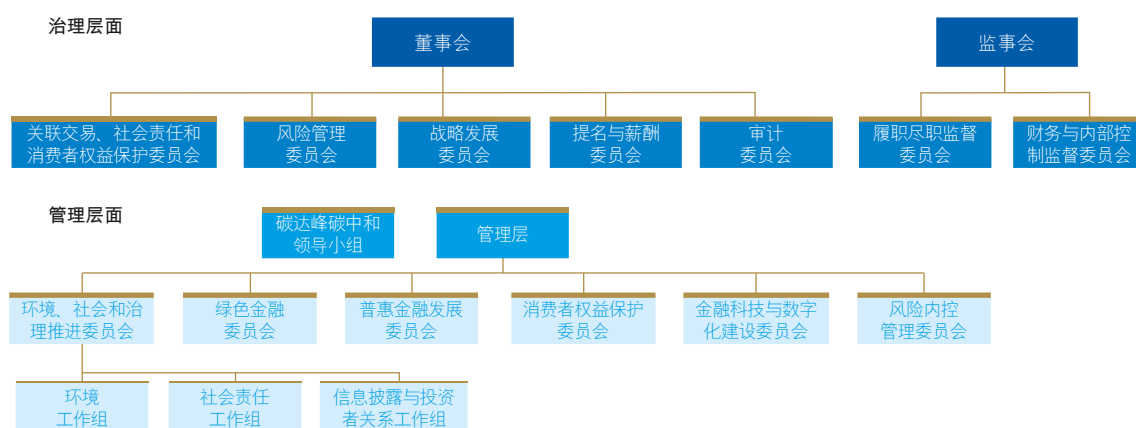 治理层面
董事会
监事会
关联交易、社会责任和
消费者权益保护委员会
风险管理
委员会
战略发展
委员会
提名与薪酬
委员会
审计
委员会
履职尽职监督
委员会
财务与内部控
制监督委员会
管理层面
碳达峰碳中和
领导小组
管理层
环境、社会和治
理推进委员会
绿色金融
委员会
普惠金融发展
委员会
消费者权益保护
委员会
金融科技与数字
化建设委员会
风险内控
管理委员会
环境
工作组
社会责任
工作组
信息披露与投资
者关系工作组